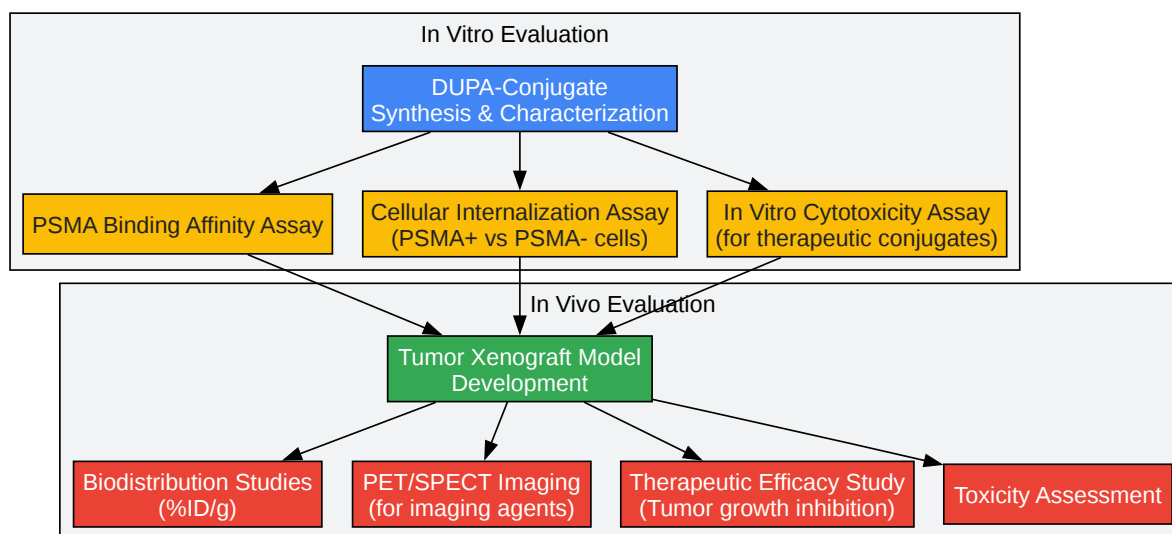 In Vitro Evaluation
DUPA-Conjugate
Synthesis & Characterization
PSMA Binding Affinity Assay
Cellular Internalization Assay
(PSMA+ vs PSMA- cells)
In Vitro Cytotoxicity Assay
(for therapeutic conjugates)
In Vivo Evaluation
Tumor Xenograft Model
Development
Biodistribution Studies
(%ID/g)
PET/SPECT Imaging
(for imaging agents)
Therapeutic Efficacy Study
(Tumor growth inhibition)
Toxicity Assessment